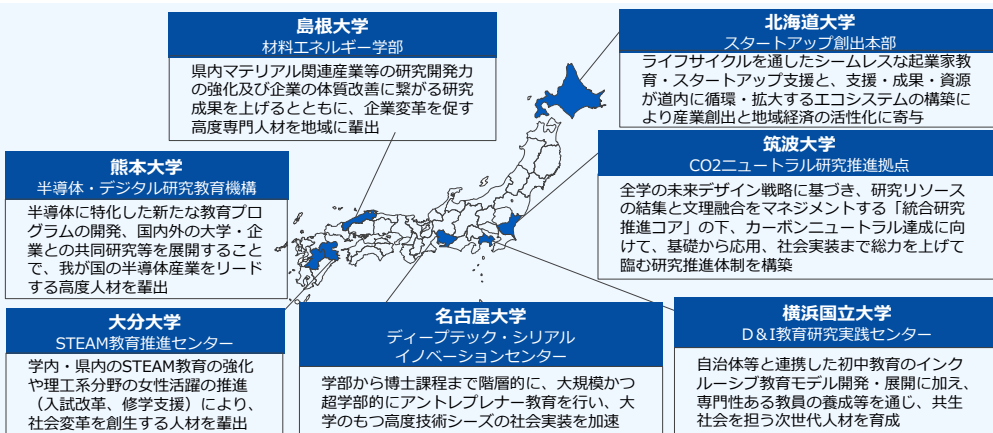 島根大学
材料エネルギー学部
県内マテリアル関連産業等の研究開発力
の強化及び企業の体質改善に繋がる研究
成果を上げるとともに、企業変革を促す
高度専門人材を地域に輩出
北海道大学
スタートアップ創出本部
ライフサイクルを通したシームレスな起業家教
育・スタートアップ支援と、支援・成果・資源
が道内に循環・拡大するエコシステムの構築に
より産業創出と地域経済の活性化に寄与
熊本大学
半導体・デジタル研究教育機構
半導体に特化した新たな教育プロ
グラムの開発、国内外の大学・企
業との共同研究等を展開すること
で、我が国の半導体産業をリード
する高度人材を輩出
筑波大学
CO2ニュートラル研究推進拠点
全学の未来デザイン戦略に基づき、研究リソース
の結集と文理融合をマネジメントする「統合研究
推進コア」の下、カーボンニュートラル達成に向
けて、基礎から応用、社会実装まで総力を上げて
臨む研究推進体制を構築
大分大学
STEAM教育推進センター
学内・県内のSTEAM教育の強化
や理工系分野の女性活躍の推進
（入試改革、修学支援）により、
社会変革を創生する人材を輩出
名古屋大学
ディープテック・シリアル
イノベーションセンター
学部から博士課程まで階層的に、大規模かつ
超学部的にアントレプレナー教育を行い、大
学のもつ高度技術シーズの社会実装を加速
横浜国立大学
D&I教育研究実践センター
自治体等と連携した初中教育のインク
ルーシブ教育モデル開発・展開に加え、
専門性ある教員の養成等を通じ、共生
社会を担う次世代人材を育成